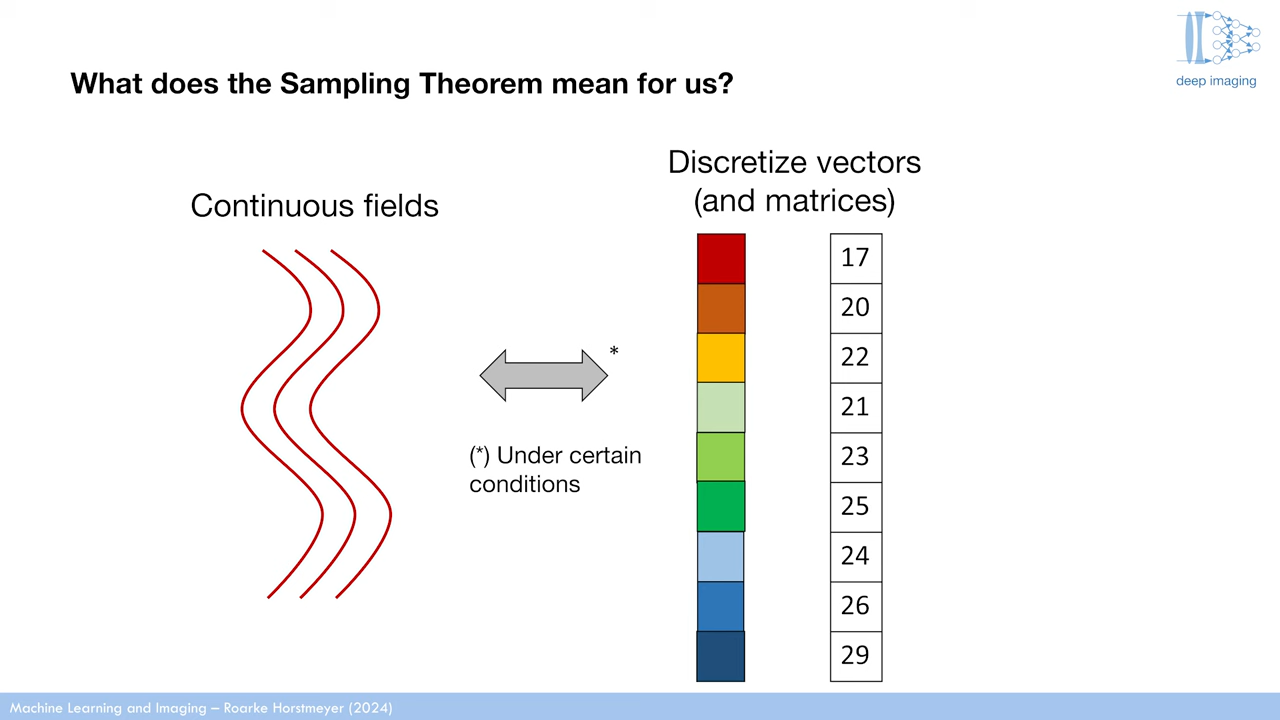 deep imaging
What does the Sampling Theorem mean for us?
Continuous fields
Discretize vectors
(and matrices)
*
(*) Under certain
conditions
17
20
22
21
23
25
24
26
29
Machine Learning and Imaging – Roarke Horstmeyer (2024)